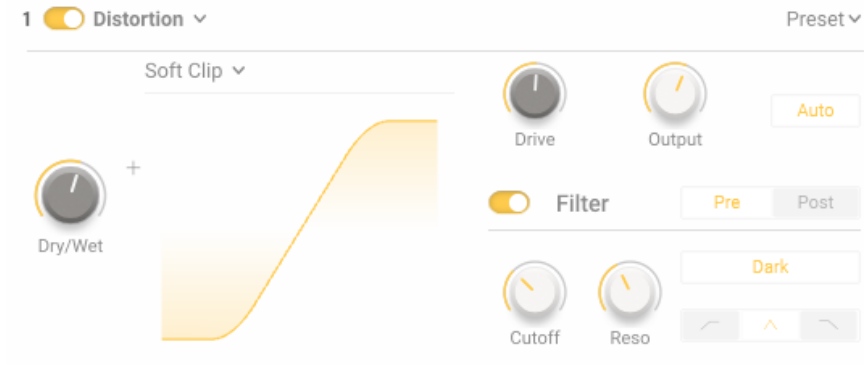 1 Distortion Preset
Soft Clip
Drive Output Auto
Dry/Wet
Filter Pre Post
Dark
Cutoff Reso